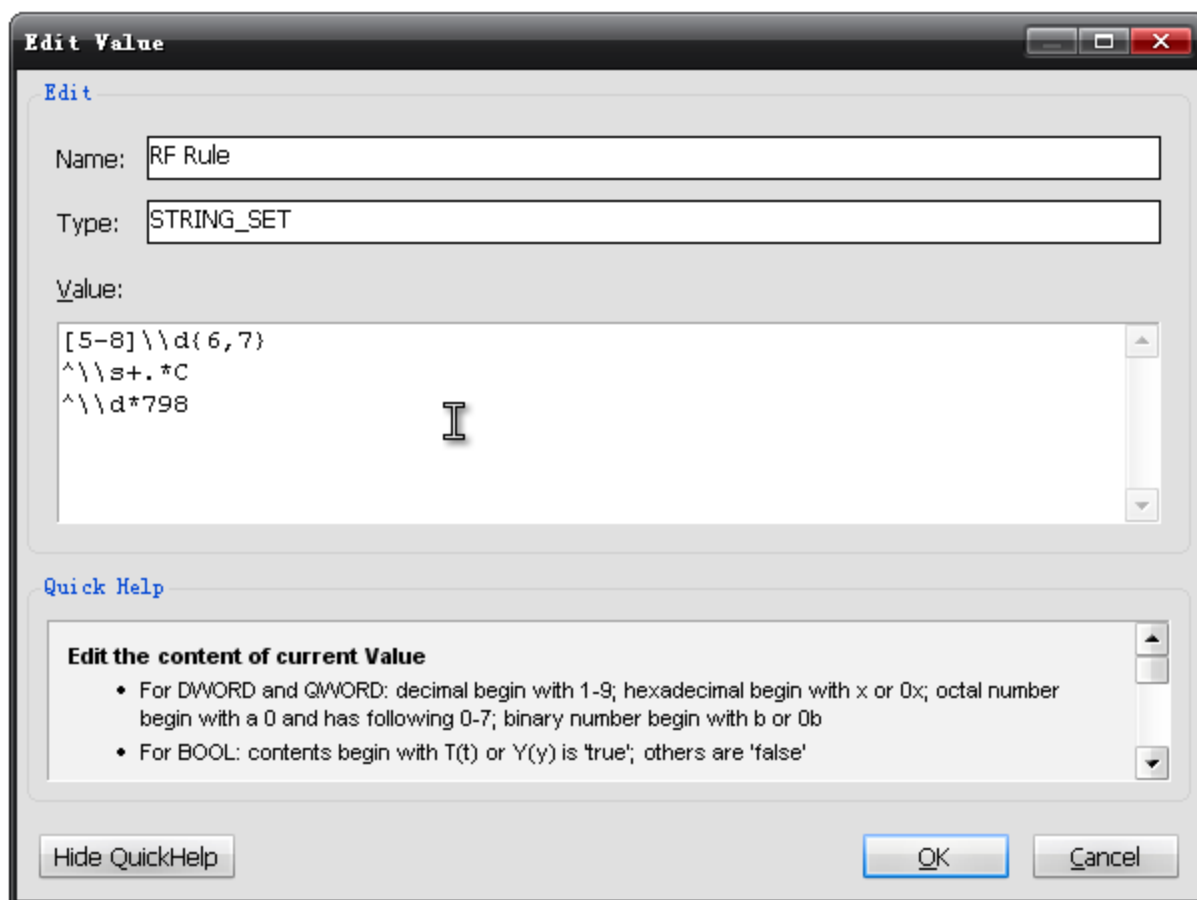 Edit Value
Edit
Name: RF Rule
Type: STRING_SET
Value:
[5-8]\\d{6,7}
^\\s+.*C
^\\d*798
Quick Help
Edit the content of current Value
• For DWORD and QWORD: decimal begin with 1-9; hexadecimal begin with x or 0x; octal number
begin with a 0 and has following 0-7; binary number begin with b or 0b
• For BOOL: contents begin with T(t) or Y(y) is 'true'; others are 'false'
Hide QuickHelp
OK
Cancel